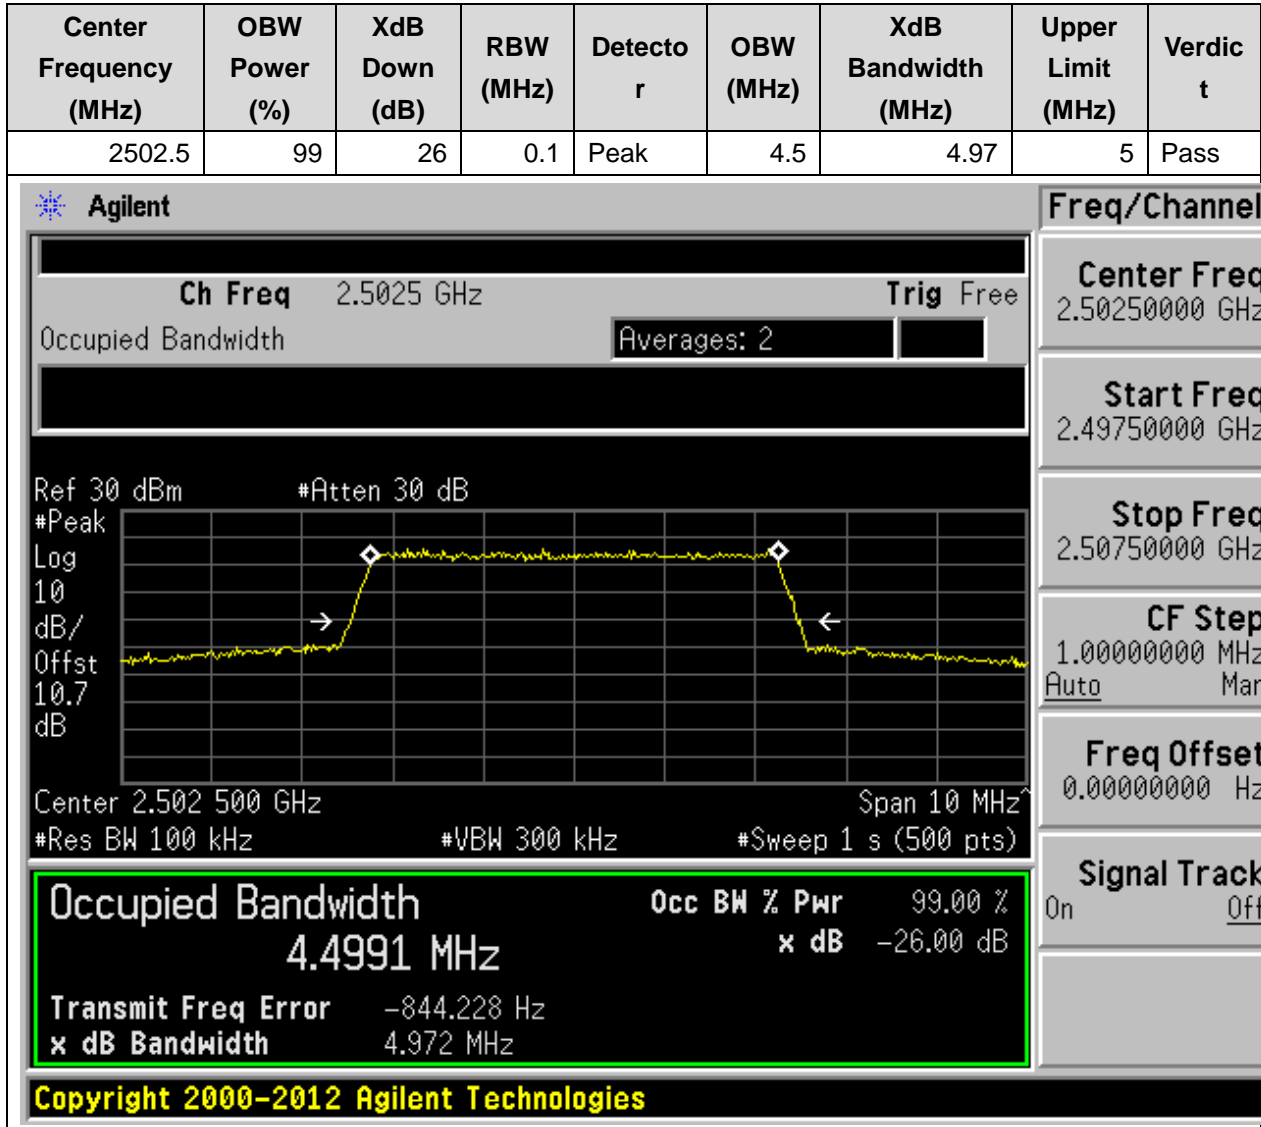 Center Frequency (MHz) OBW Power (%) XdB Down (dB) RBW (MHz) Detector OBW (MHz) XdB Bandwidth (MHz) Upper Limit (MHz) Verdict
2502.5 99 26 0.1 Peak 4.5 4.97 5 Pass
Agilent
Freq/Channel
Ch Freq 2.5025 GHz Trig Free
Occupied Bandwidth Averages: 2
Ref 30 dBm #Atten 30 dB
#Peak
Log
10
dB/
Offst
10.7
dB
Center 2.502 500 GHz Span 10 MHz^
#Res BW 100 kHz #VBW 300 kHz #Sweep 1 s (500 pts)
Occupied Bandwidth Occ BW % Pwr 99.00 %
4.4991 MHz x dB -26.00 dB
Transmit Freq Error -844.228 Hz
x dB Bandwidth 4.972 MHz
Center Freq
2.50250000 GHz
Start Freq
2.49750000 GHz
Stop Freq
2.50750000 GHz
CF Step
1.00000000 MHz
Auto Man
Freq Offset
0.00000000 Hz
Signal Track
On Off
Copyright 2000-2012 Agilent Technologies